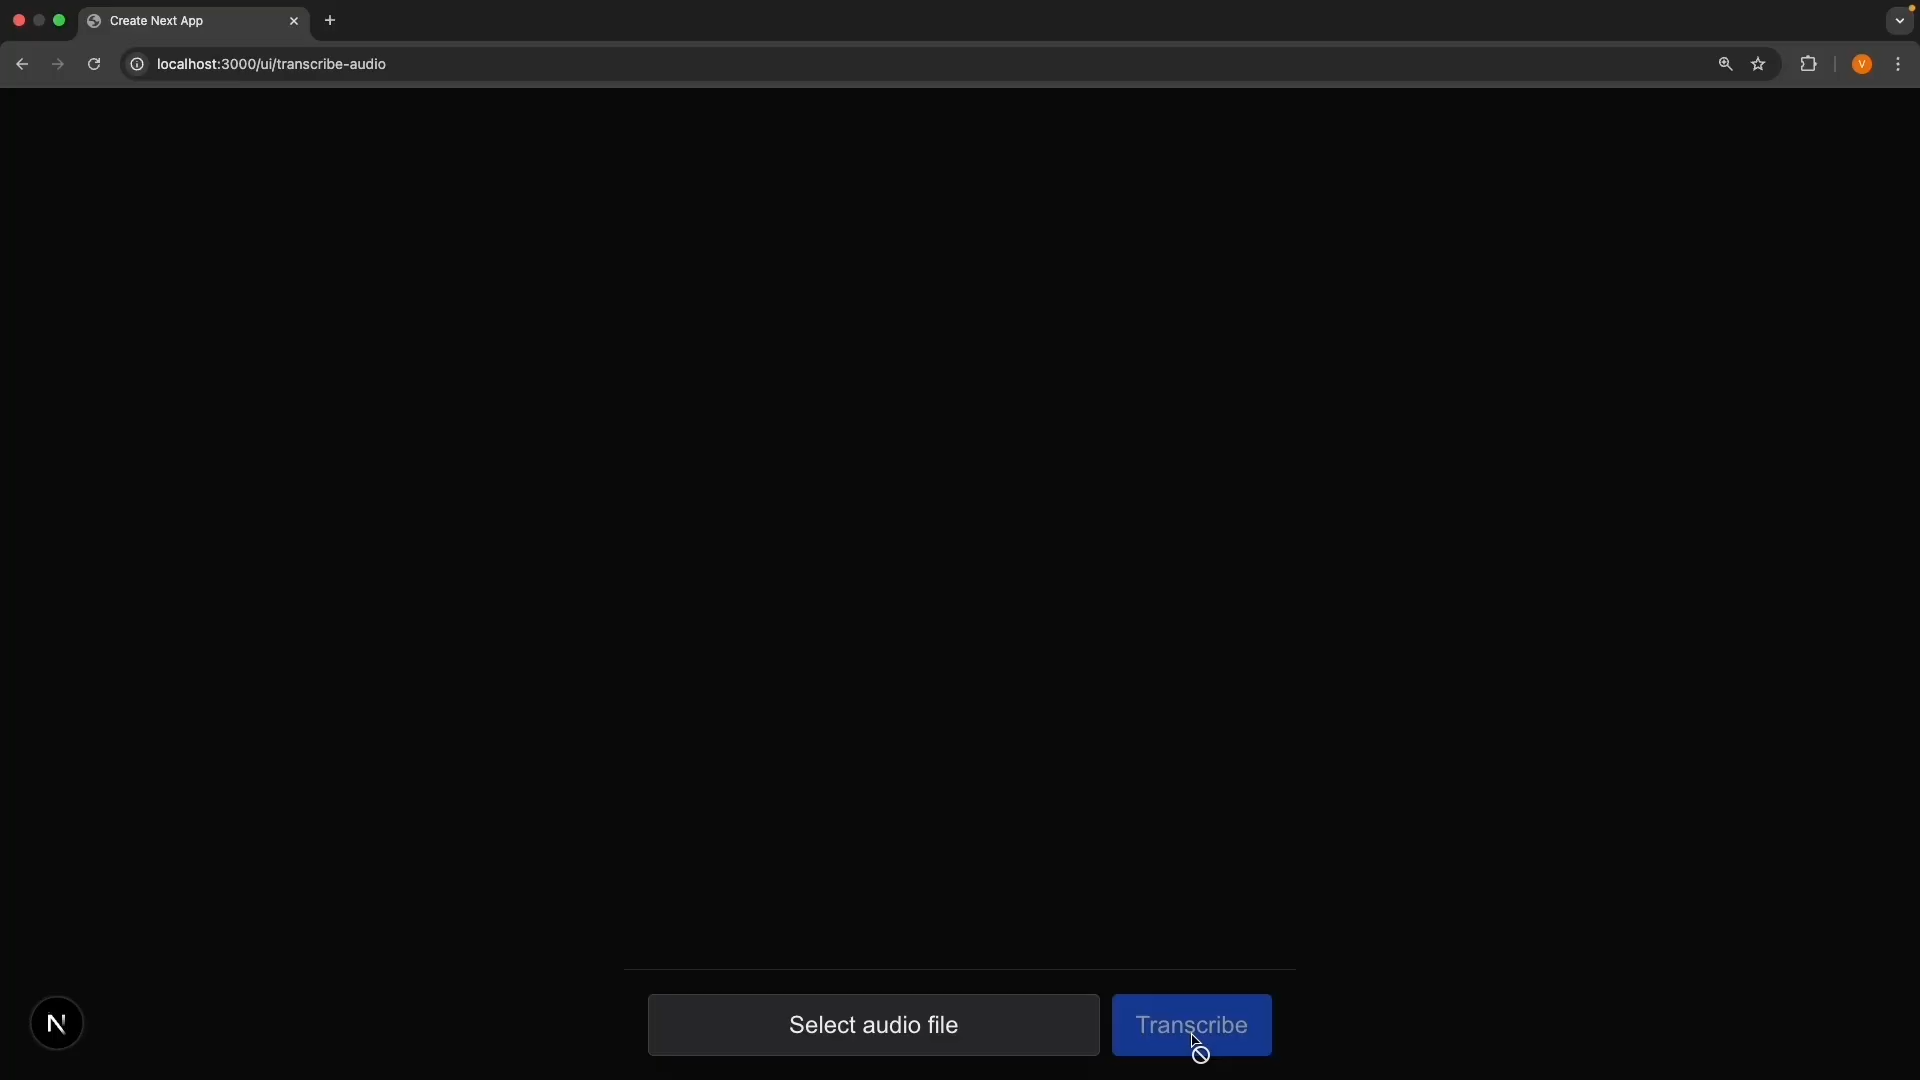 Create Next App
localhost:3000/ui/transcribe-audio
V
N
Select audio file
Transcribe